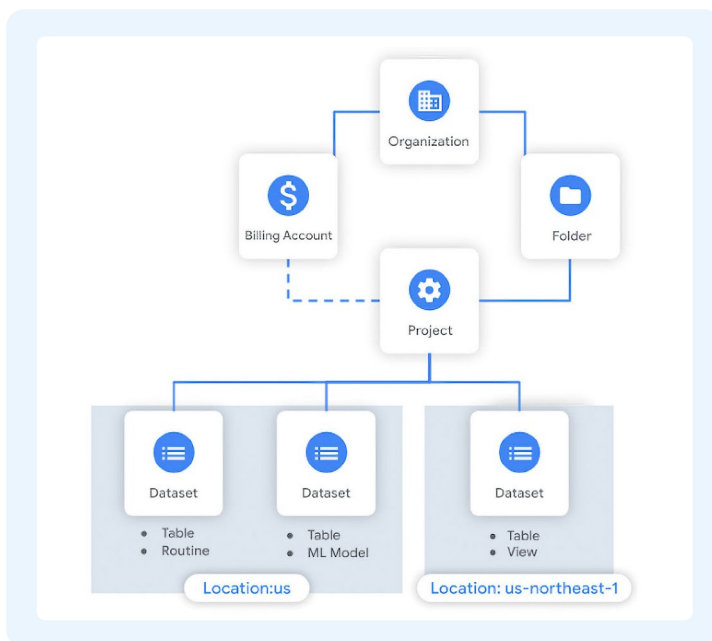 Organization
Billing Account
Folder
Project
Dataset
Dataset
Dataset
• Table
• Routine
• Table
• ML Model
• Table
• View
Location:us
Location: us-northeast-1